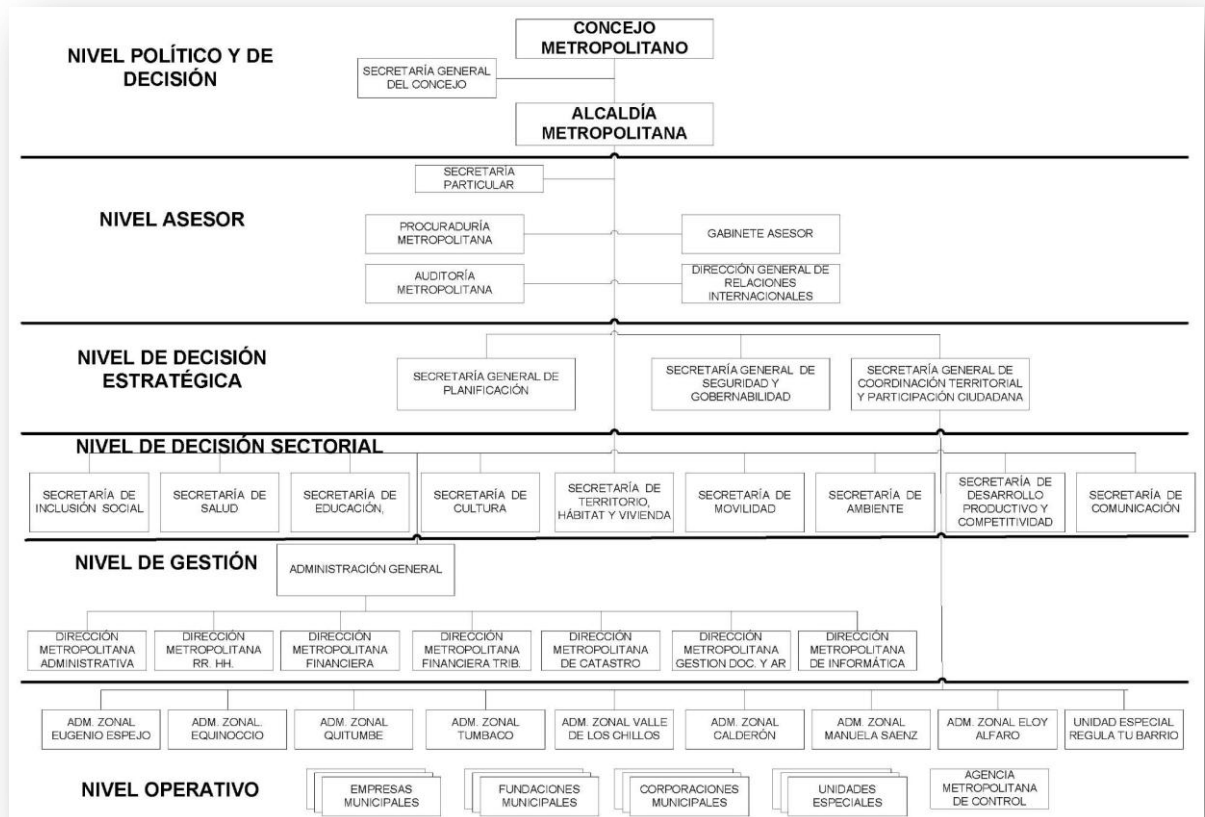 CONCEJO
METROPOLITANO
NIVEL POLÍTICO Y DE
DECISIÓN
SECRETARÍA GENERAL
DEL CONCEJO
ALCALDÍA
METROPOLITANA
SECRETARÍA
PARTICULAR
NIVEL ASESOR
PROCURADURÍA
METROPOLITANA
GABINETE ASESOR
AUDITORÍA
METROPOLITANA
DIRECCIÓN GENERAL DE
RELACIONES
INTERNACIONALES
NIVEL DE DECISIÓN
ESTRATÉGICA
SECRETARÍA GENERAL DE
PLANIFICACIÓN
SECRETARÍA GENERAL DE
SEGURIDAD Y
GOBERNABILIDAD
SECRETARÍA GENERAL DE
COORDINACIÓN TERRITORIAL
Y PARTICIPACIÓN CIUDADANA
NIVEL DE DECISIÓN SECTORIAL
SECRETARÍA DE
INCLUSIÓN SOCIAL
SECRETARÍA DE
SALUD
SECRETARÍA DE
EDUCACIÓN,
SECRETARÍA DE
CULTURA
SECRETARÍA DE
TERRITORIO,
HÁBITAT Y VIVIENDA
SECRETARÍA DE
MOVILIDAD
SECRETARÍA DE
AMBIENTE
SECRETARÍA DE
DESARROLLO
PRODUCTIVO Y
COMPETITIVIDAD
SECRETARÍA DE
COMUNICACIÓN
NIVEL DE GESTIÓN
ADMINISTRACIÓN GENERAL
DIRECCIÓN
METROPOLITANA
ADMINISTRATIVA
DIRECCIÓN
METROPOLITANA
RR. HH.
DIRECCIÓN
METROPOLITANA
FINANCIERA
DIRECCIÓN
METROPOLITANA
FINANCIERA TRIB.
DIRECCIÓN
METROPOLITANA
DE CATASTRO
DIRECCIÓN
METROPOLITANA
GESTION DOC. Y AR
DIRECCIÓN
METROPOLITANA
DE INFORMÁTICA
ADM. ZONAL
EUGENIO ESPEJO
ADM. ZONAL.
EQUINOCCIO
ADM. ZONAL
QUITUMBE
ADM. ZONAL
TUMBACO
ADM. ZONAL VALLE
DE LOS CHILLOS
ADM. ZONAL
CALDERÓN
ADM. ZONAL
MANUELA SAENZ
ADM. ZONAL ELOY
ALFARO
UNIDAD ESPECIAL
REGULA TU BARRIO
NIVEL OPERATIVO
EMPRESAS
MUNICIPALES
FUNDACIONES
MUNICIPALES
CORPORACIONES
MUNICIPALES
UNIDADES
ESPECIALES
AGENCIA
METROPOLITANA
DE CONTROL